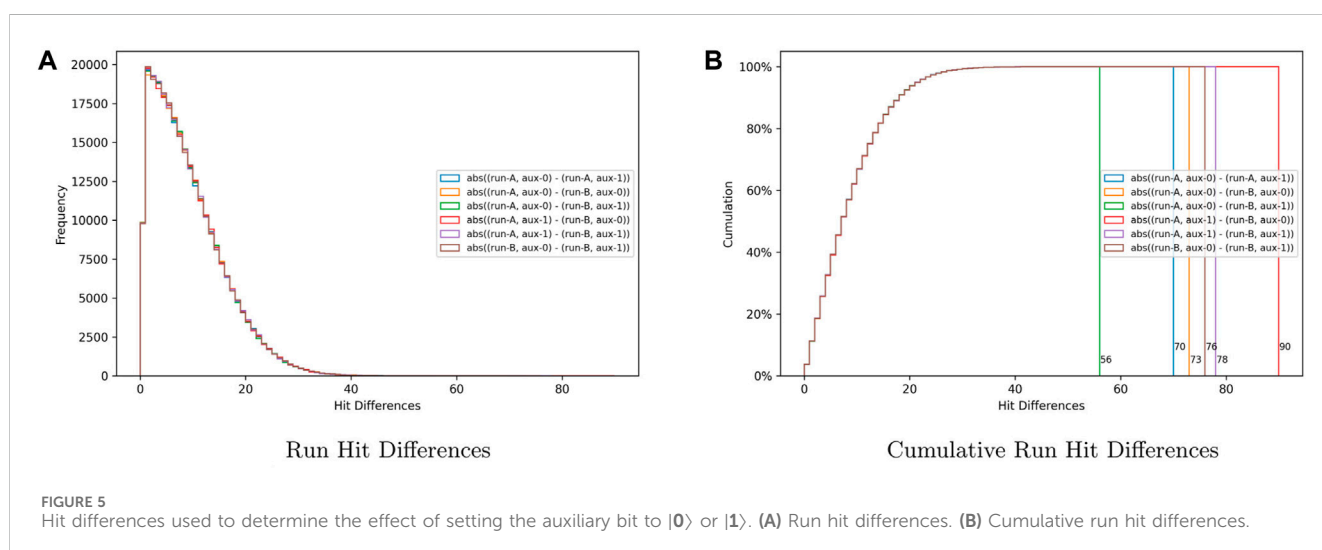 A
Frequency
20000
17500
15000
12500
10000
7500
5000
2500
0
0
20
40
60
80
Hit Differences
abs((run-A, aux-0) - (run-A, aux-1))
abs((run-A, aux-0) - (run-B, aux-0))
abs((run-A, aux-0) - (run-B, aux-1))
abs((run-A, aux-1) - (run-B, aux-0))
abs((run-A, aux-1) - (run-B, aux-1))
abs((run-B, aux-0) - (run-B, aux-1))
Run Hit Differences
B
Cumulation
100%
80%
60%
40%
20%
0%
0
20
40
60
80
Hit Differences
abs((run-A, aux-0) - (run-A, aux-1))
abs((run-A, aux-0) - (run-B, aux-0))
abs((run-A, aux-0) - (run-B, aux-1))
abs((run-A, aux-1) - (run-B, aux-0))
abs((run-A, aux-1) - (run-B, aux-1))
abs((run-B, aux-0) - (run-B, aux-1))
56
70
73
76
78
90
Cumulative Run Hit Differences
FIGURE 5
Hit differences used to determine the effect of setting the auxiliary bit to |0⟩ or |1⟩. (A) Run hit differences. (B) Cumulative run hit differences.